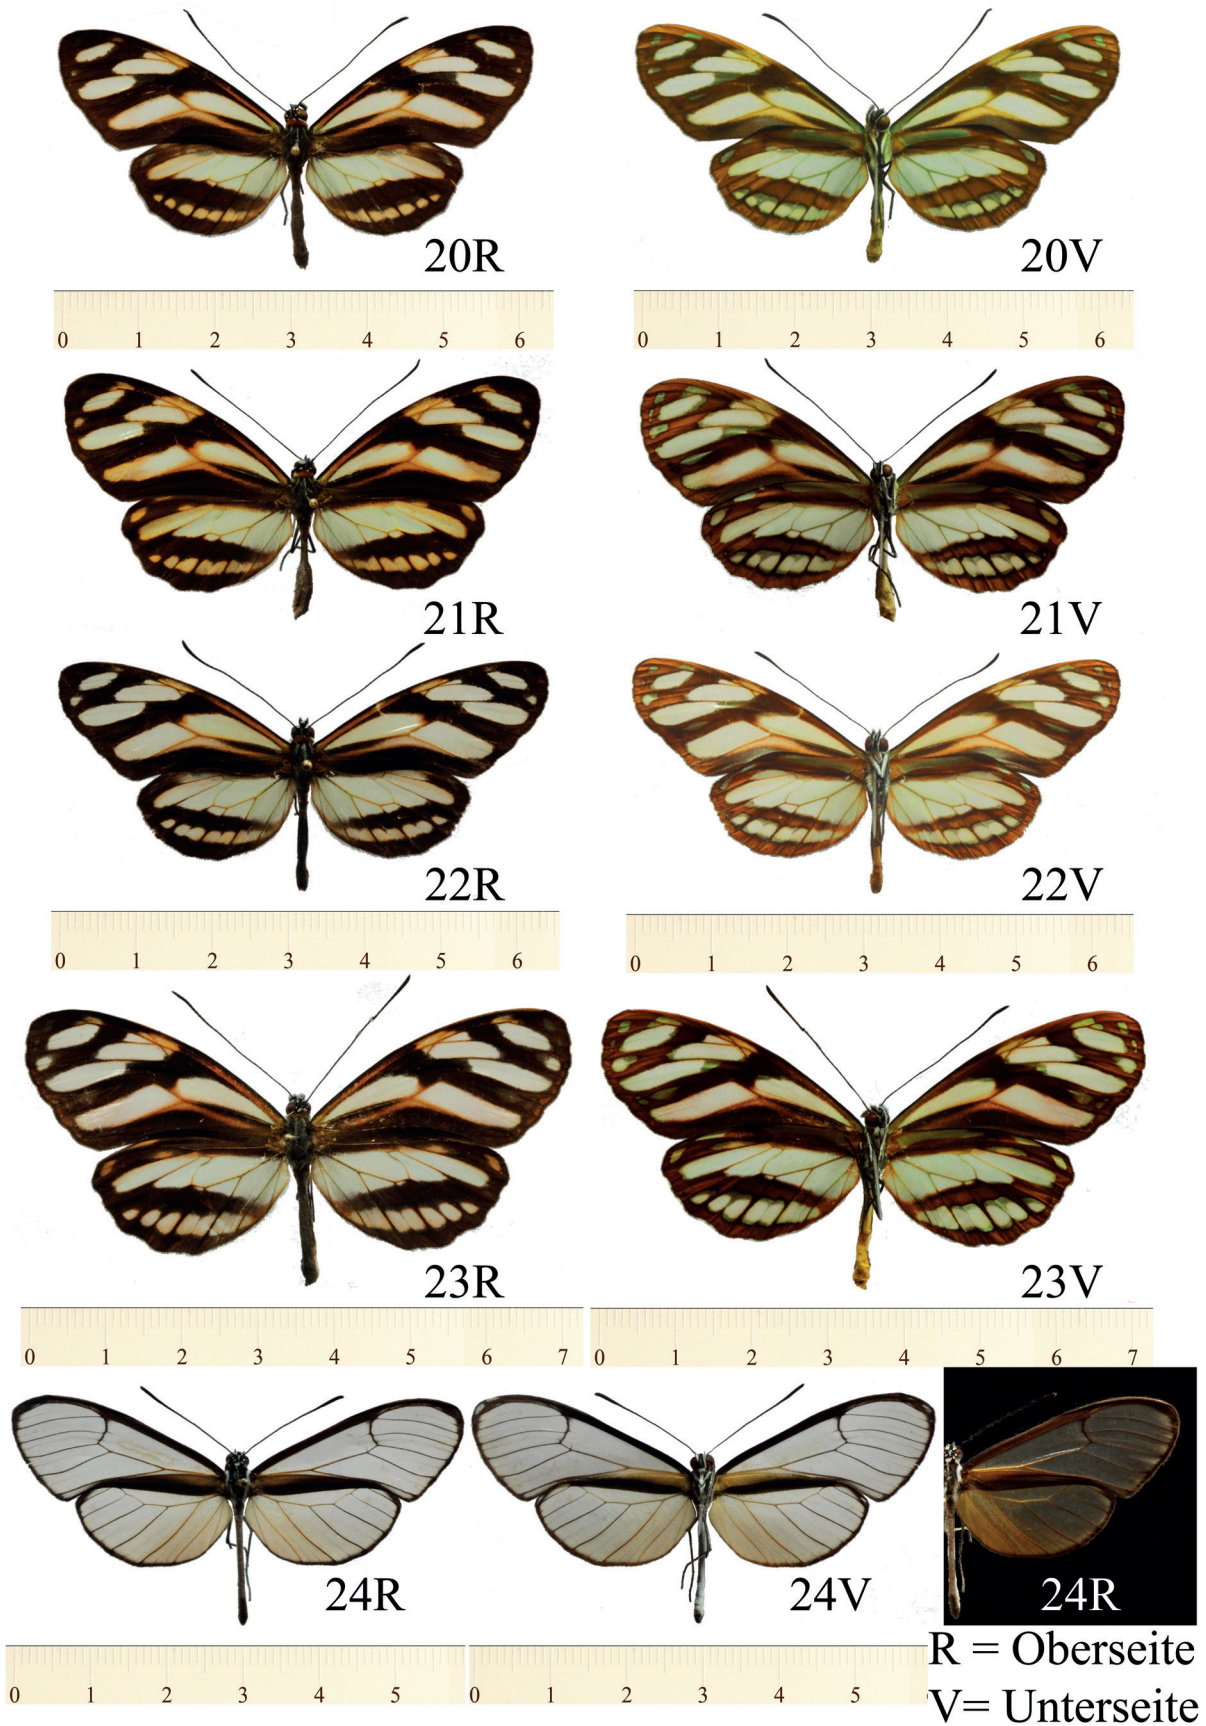 20R 20V
0 1 2 3 4 5 6 0 1 2 3 4 5 6
21R 21V
22R 22V
0 1 2 3 4 5 6 0 1 2 3 4 5 6
23R 23V
0 1 2 3 4 5 6 7 0 1 2 3 4 5 6 7
24R 24V 24R
R = Oberseite
0 1 2 3 4 5 0 1 2 3 4 5
V= Unterseite